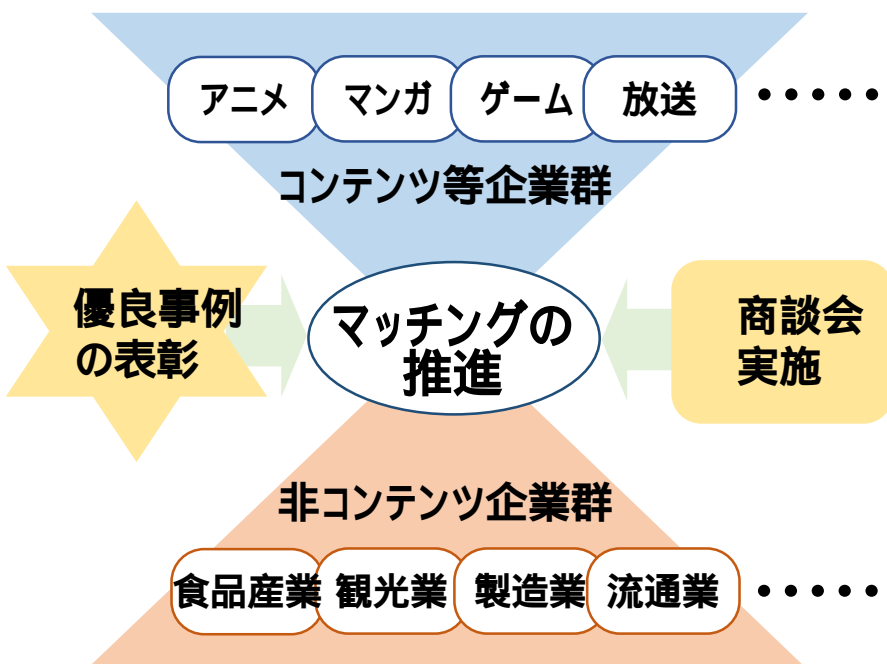 アニメ マンガ ゲーム 放送 ・・・・・
コンテンツ等企業群
優良事例
の表彰
マッチングの
推進
商談会
実施
非コンテンツ企業群
食品産業 観光業 製造業 流通業 ・・・・・